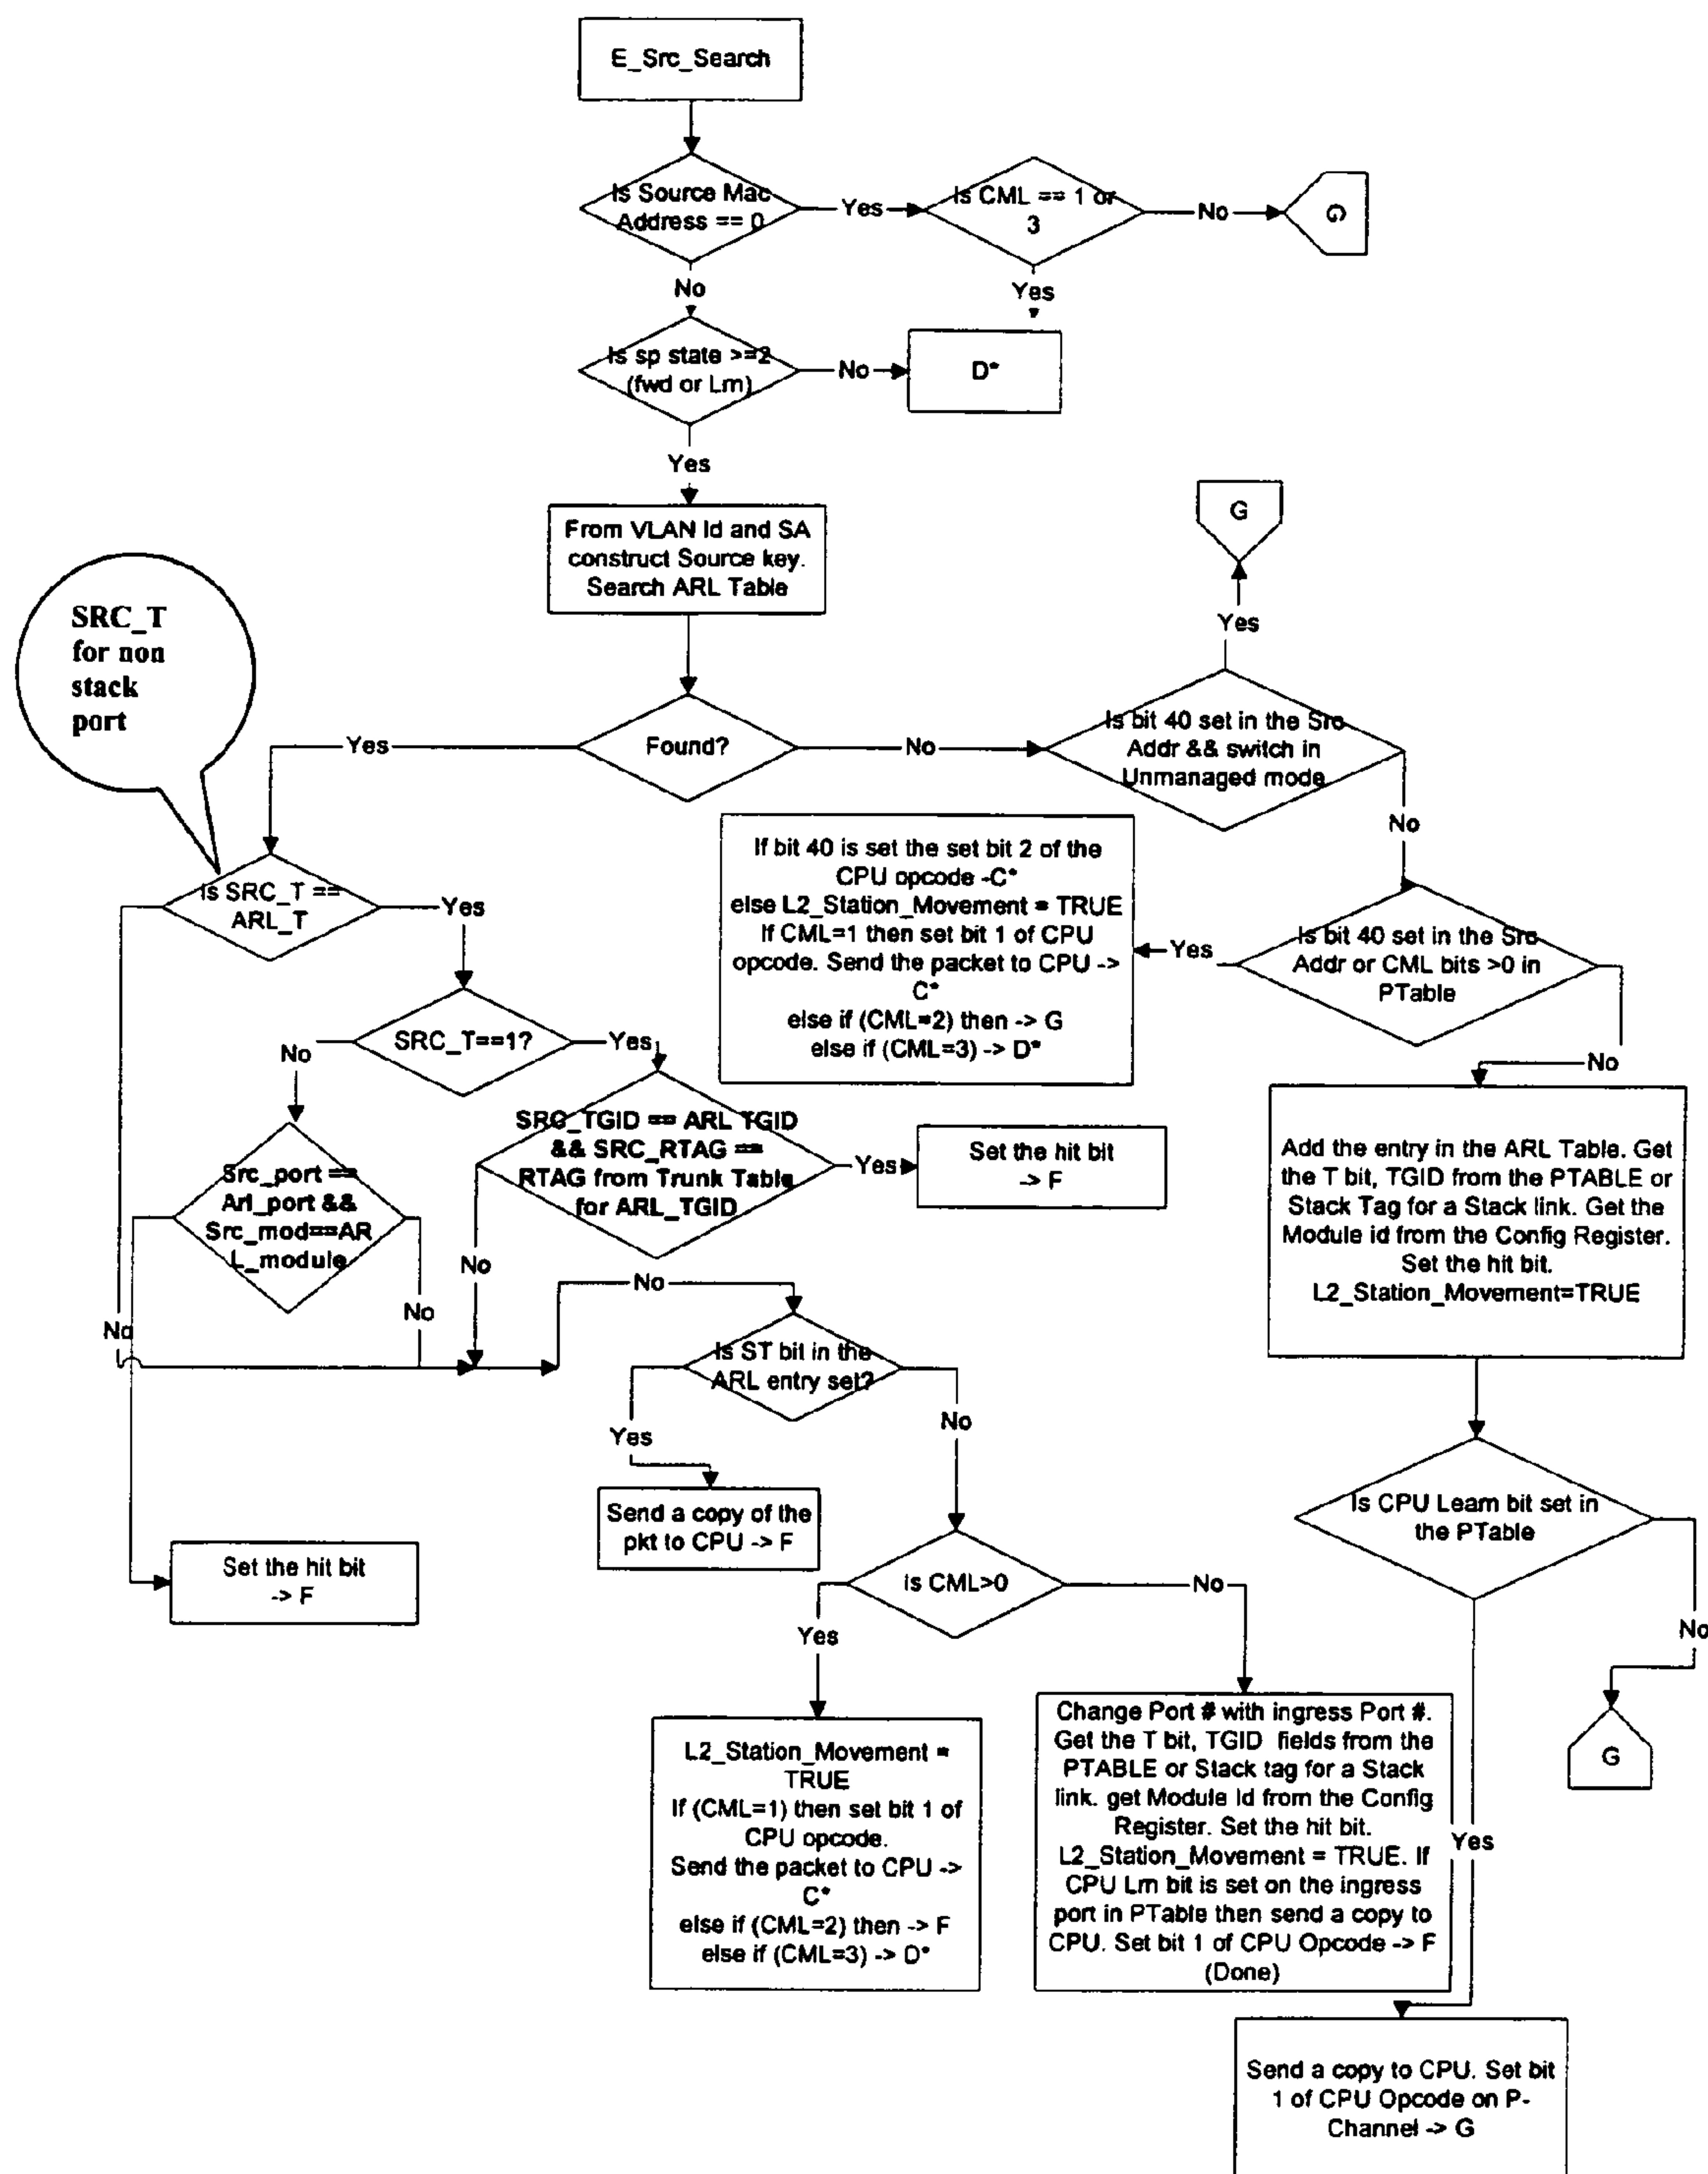 E_Src_Search
Is Source Mac
Address == 0
Yes
Is CML == 1 or
3
No
G
No
Yes
Is sp state >=2
(fwd or Lrn)
No
D*
Yes
From VLAN Id and SA
construct Source key.
Search ARL Table
G
Yes
SRC_T
for non
stack
port
Yes
Found?
No
Is bit 40 set in the Src
Addr && switch in
Unmanaged mode
No
If bit 40 is set the set bit 2 of the
CPU opcode -C*
else L2_Station_Movement = TRUE
If CML=1 then set bit 1 of CPU
opcode. Send the packet to CPU ->
C*
else if (CML=2) then -> G
else if (CML=3) -> D*
Is SRC_T ==
ARL_T
Yes
Yes
Is bit 40 set in the Src
Addr or CML bits >0 in
PTable
No
SRC_T==1?
No
Yes
SRC_TGID == ARL TGID
&& SRC_RTAG ==
RTAG from Trunk Table
for ARL_TGID
Yes
Set the hit bit
-> F
Src_port ==
Arl_port &&
Src_mod==AR
L_module
No
No
No
No
Add the entry in the ARL Table. Get
the T bit, TGID from the PTABLE or
Stack Tag for a Stack link. Get the
Module id from the Config Register.
Set the hit bit.
L2_Station_Movement=TRUE
Is ST bit in the
ARL entry set?
Yes
No
Send a copy of the
pkt to CPU -> F
Is CPU Learn bit set in
the PTable
No
Set the hit bit
-> F
is CML>0
Yes
No
L2_Station_Movement =
TRUE
If (CML=1) then set bit 1 of
CPU opcode.
Send the packet to CPU ->
C*
else if (CML=2) then -> F
else if (CML=3) -> D*
Change Port # with ingress Port #.
Get the T bit, TGID fields from the
PTABLE or Stack tag for a Stack
link. get Module Id from the Config
Register. Set the hit bit.
L2_Station_Movement = TRUE. If
CPU Lrn bit is set on the ingress
port in PTable then send a copy to
CPU. Set bit 1 of CPU Opcode -> F
(Done)
G
Yes
Send a copy to CPU. Set bit
1 of CPU Opcode on P-
Channel -> G